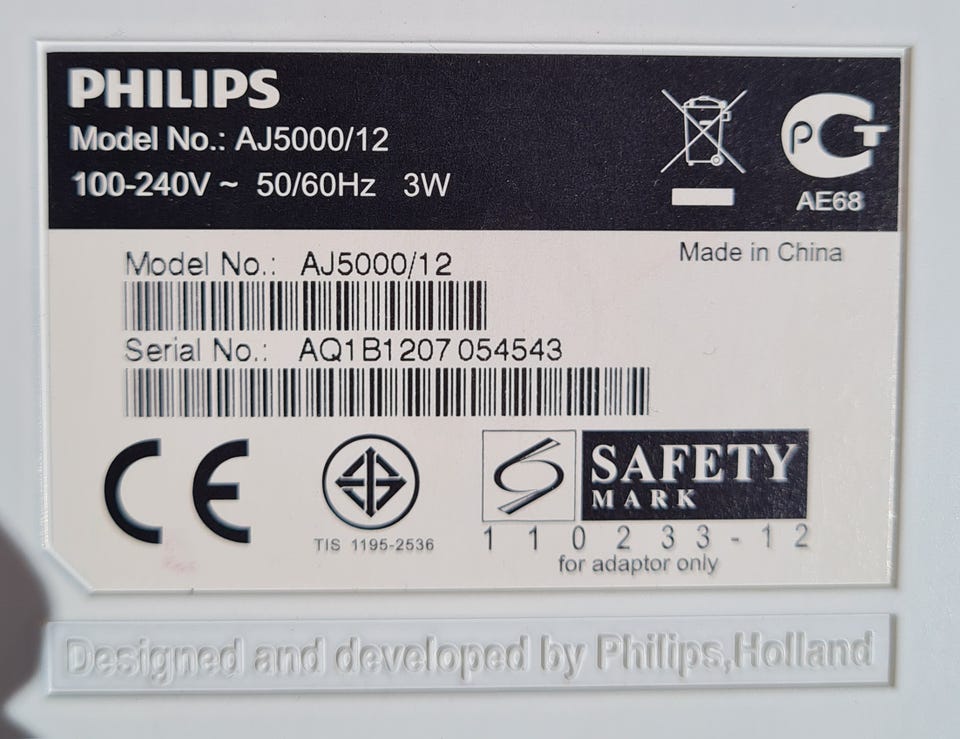 PHILIPS
Model No.: AJ5000/12
100-240V ~ 50/60Hz 3W
PCT
AE68
Made in China
Model No.: AJ5000/12
Serial No.: AQ1B1207 054543
CE
TIS 1195-2536
S SAFETY
MARK
110233-12
for adaptor only
Designed and developed by Philips,Holland